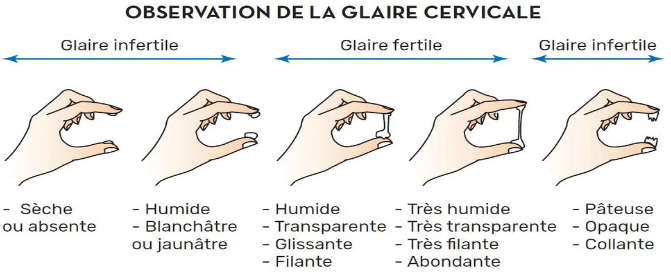 OBSERVATION DE LA GLAIRE CERVICALE
Glaire infertile
Glaire fertile
Glaire infertile
- Sèche
ou absente
- Humide
- Blanchâtre
ou jaunâtre
- Humide
- Transparente
- Glissante
- Filante
- Très humide
- Très transparente
- Très filante
- Abondante
- Pâteuse
- Opaque
- Collante